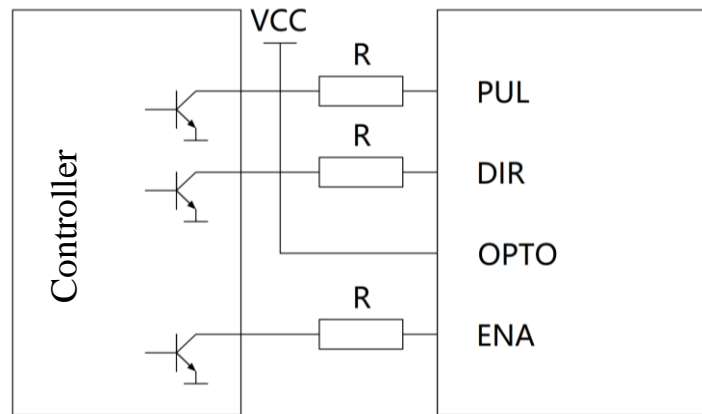 VCC
R
PUL
R
DIR
Controller
OPTO
R
ENA